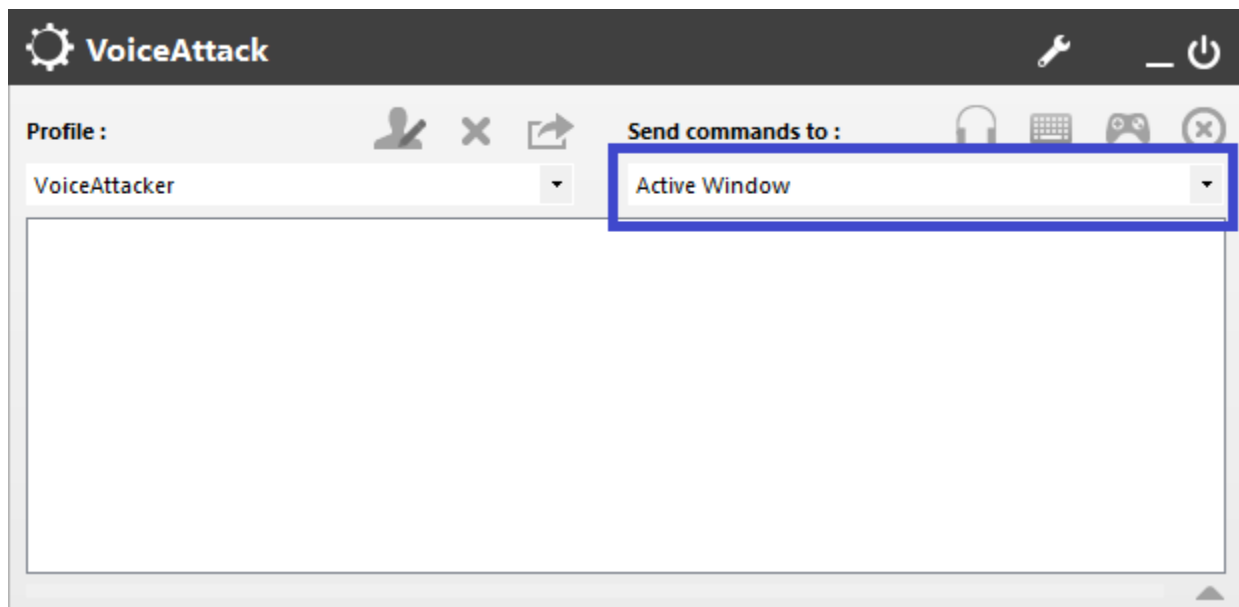 VoiceAttack
Profile :
Send commands to :
VoiceAttacker
Active Window